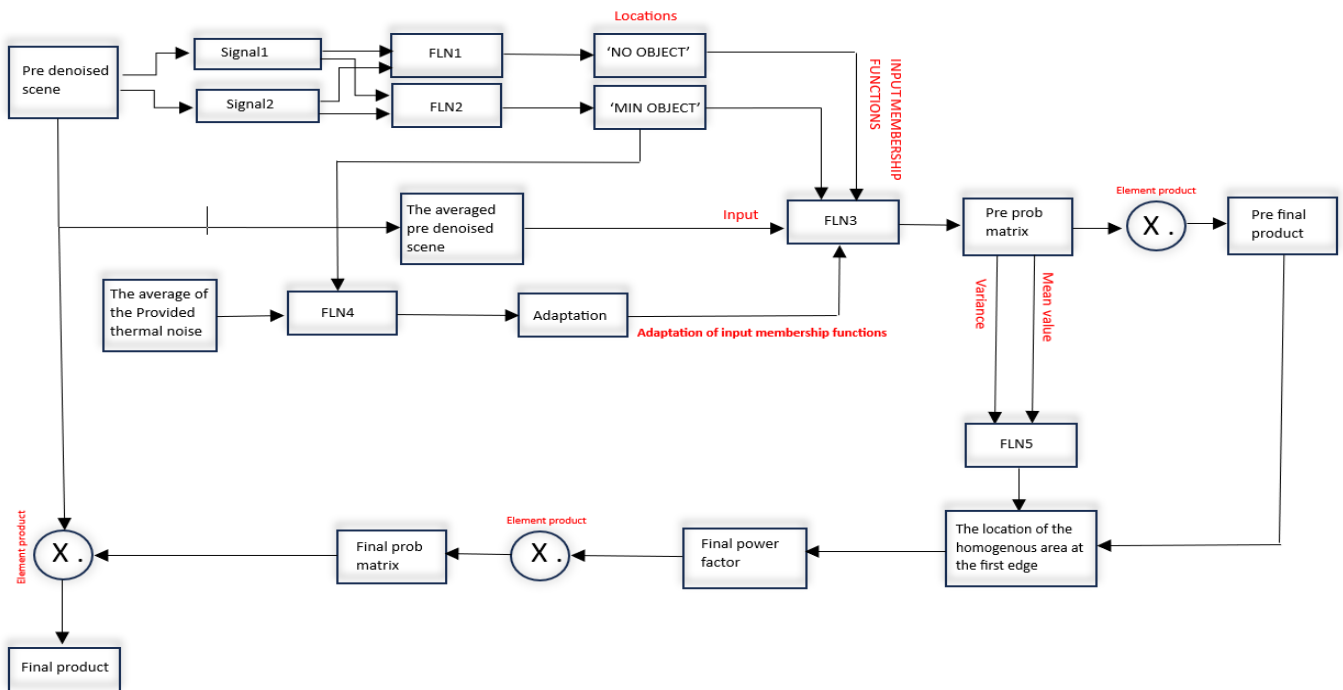 Locations
Pre denoised
scene
Signal1
FLN1
‘NO OBJECT’
Signal2
FLN2
‘MIN OBJECT’
INPUT MEMBERSHIP
FUNCTIONS
The averaged
pre denoised
scene
Input
FLN3
Pre prob
matrix
Element product
X .
Pre final
product
The average of
the Provided
thermal noise
FLN4
Adaptation
Adaptation of input membership functions
Variance
Mean value
FLN5
The location of the
homogenous area at
the first edge
Final power
factor
Element product
X .
Final prob
matrix
Element product
X .
Final product